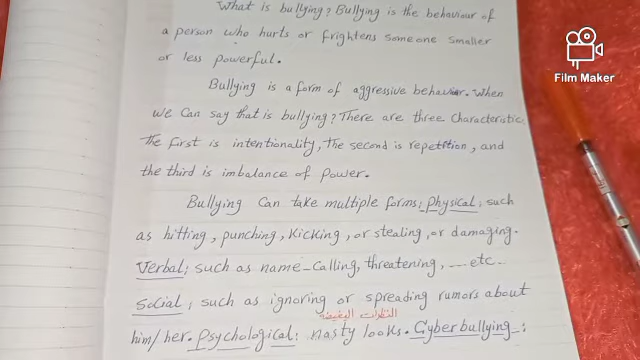 What is bullying? Bullying is the behaviour of
a person who hurts or frightens someone smaller
or less powerful.
Bullying is a form of aggressive behavior. When
we can say that is bullying? There are three characteristic
The first is intentionality, The second is repetition, and
the third is imbalance of power.
Bullying can take multiple forms: physical; such
as hitting, punching, kicking, or stealing, or damaging.
Verbal; such as name-calling, threatening, ... etc.
Social; such as ignoring or spreading rumors about
النظرات البغيضة
him/her. Psychological: nasty looks. Cyberbullying:
Film Maker